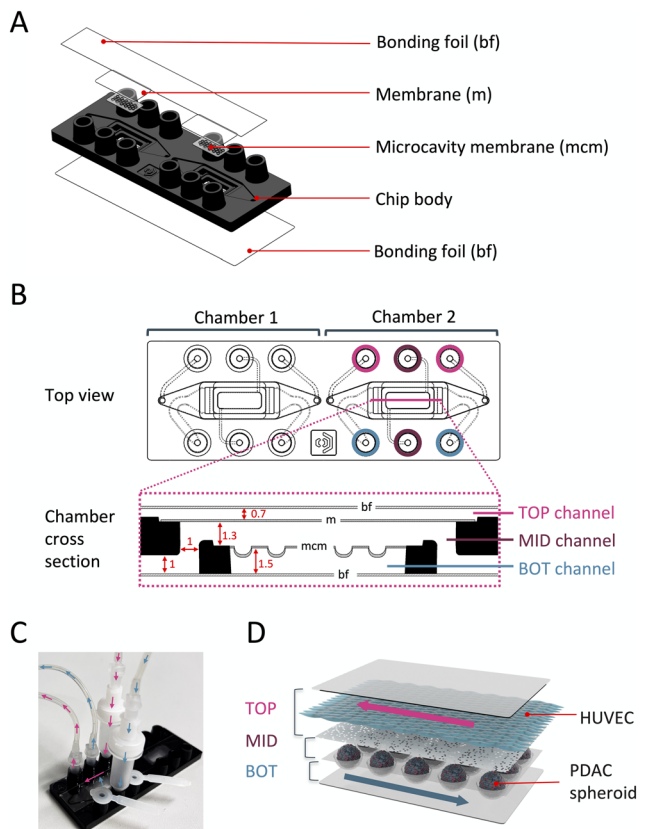 A
Bonding foil (bf)
Membrane (m)
Microcavity membrane (mcm)
Chip body
Bonding foil (bf)
B
Chamber 1
Chamber 2
Top view
bf
0.7
m
TOP channel
Chamber
cross
section
1.3
1
mcm
MID channel
1
1.5
BOT channel
bf
C
D
TOP
HUVEC
MID
BOT
PDAC
spheroid